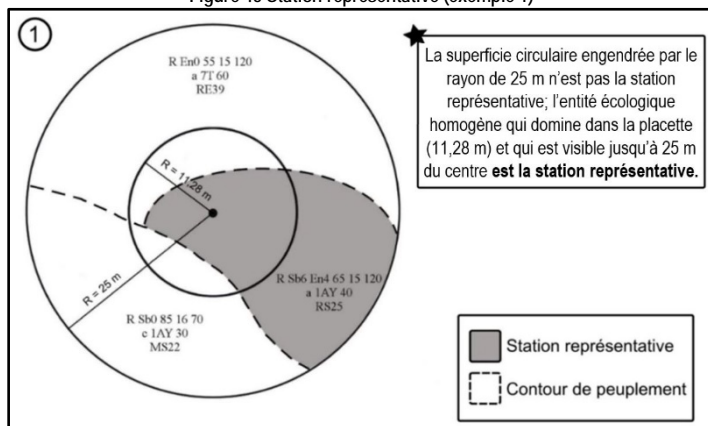 Figure 13 Station représentative (exemple 1)
1
R En0 55 15 120
a 7T 60
RE39
R = 11,28 m
R = 25 m
R Sb6 En4 65 15 120
a 1AY 40
RS25
R Sb0 85 16 70
c 1AY 30
MS22
La superficie circulaire engendrée par le
rayon de 25 m n'est pas la station
représentative; l'entité écologique
homogène qui domine dans la placette
(11,28 m) et qui est visible jusqu'à 25 m
du centre est la station représentative.
Station représentative
Contour de peuplement